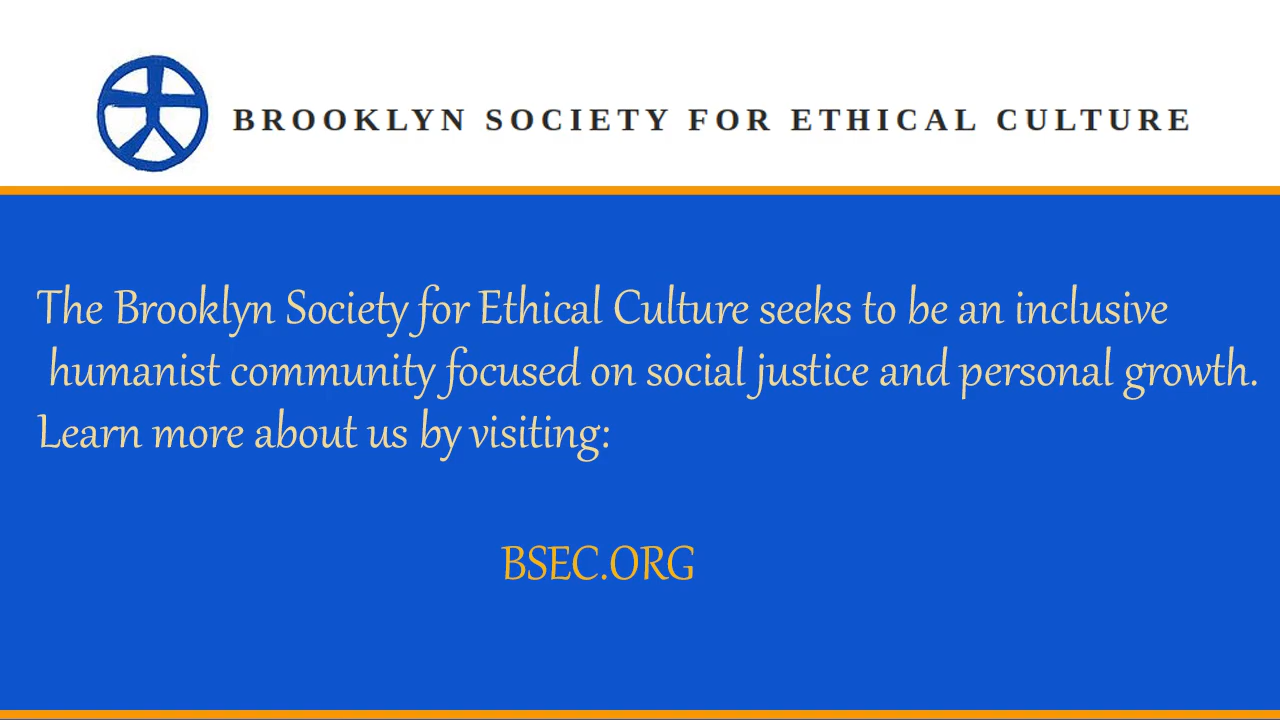 BROOKLYN SOCIETY FOR ETHICAL CULTURE
The Brooklyn Society for Ethical Culture seeks to be an inclusive
humanist community focused on social justice and personal growth.
Learn more about us by visiting:
BSEC.ORG